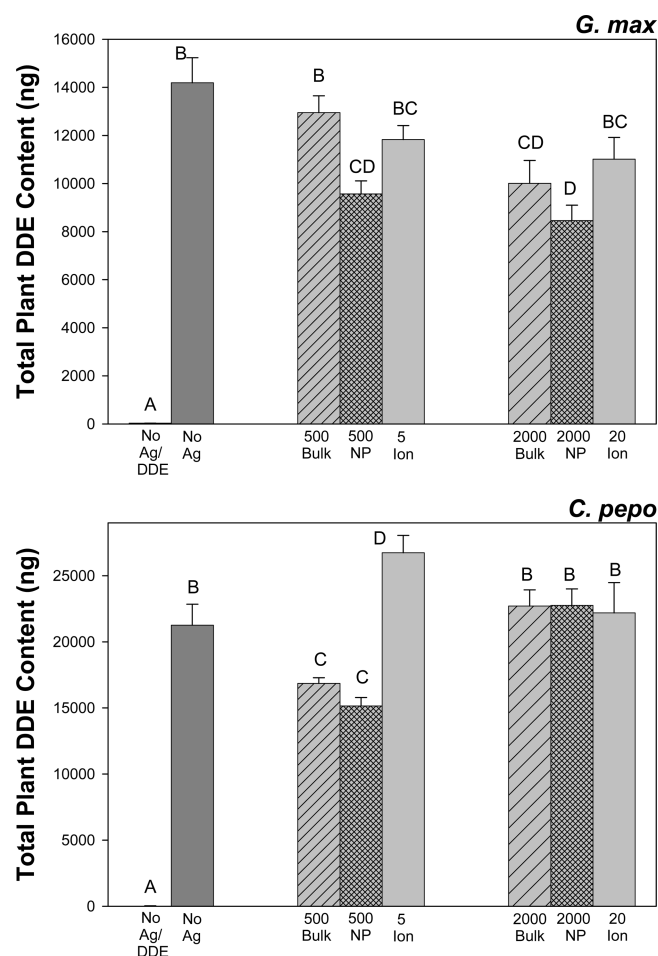 G. max
Total Plant DDE Content (ng)
16000
14000
12000
10000
8000
6000
4000
2000
0
A
B
B
CD
BC
CD
D
BC
No Ag/ DDE
No Ag
500 Bulk
500 NP
5 Ion
2000 Bulk
2000 NP
20 Ion
C. pepo
Total Plant DDE Content (ng)
25000
20000
15000
10000
5000
0
A
B
C
C
D
B
B
B
No Ag/ DDE
No Ag
500 Bulk
500 NP
5 Ion
2000 Bulk
2000 NP
20 Ion